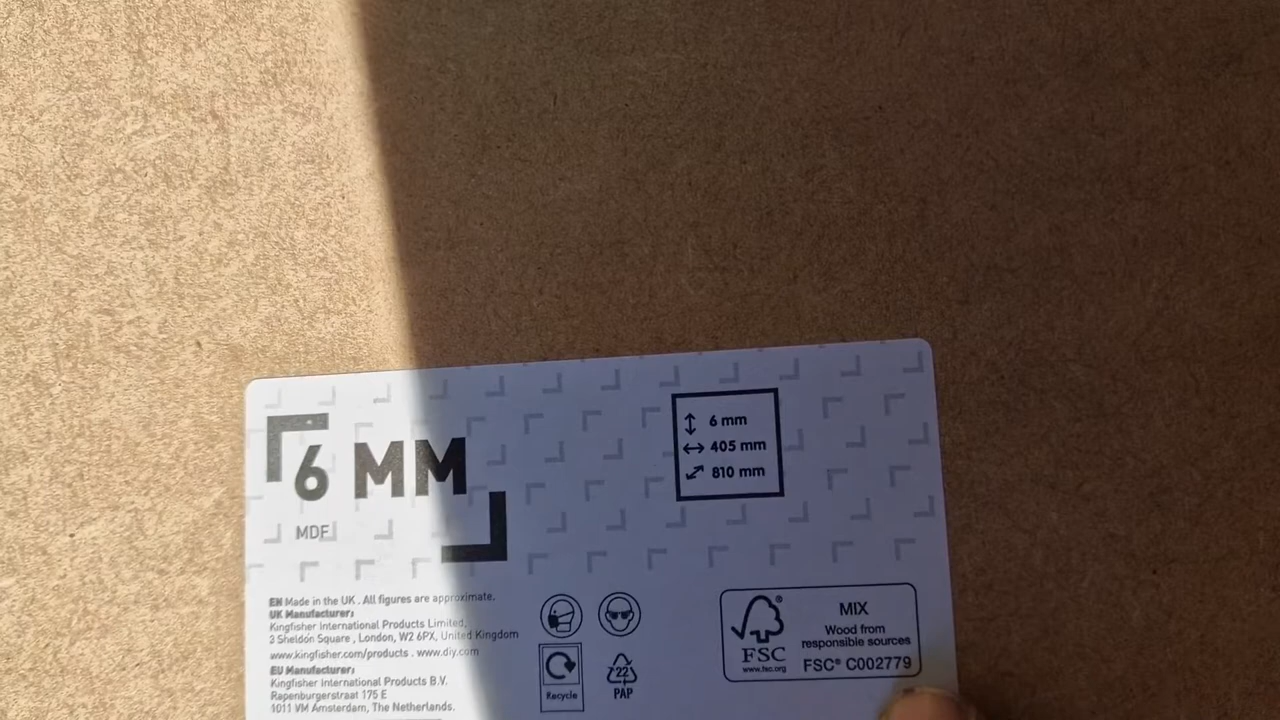 6 MM
MDF
6 mm
405 mm
810 mm
EN Made in the UK . All figures are approximate.
UK Manufacturer:
Kingfisher International Products Limited,
3 Sheldon Square , London, W2 6PX, United Kingdom
www.kingfisher.com/products . www.diy.com
EU Manufacturer:
Kingfisher International Products B.V.
Rapenburgerstraat 175 E
1011 VM Amsterdam, The Netherlands.
Recycle
22
PAP
FSC
www.fsc.org
®
MIX
Wood from
responsible sources
FSC® C002779